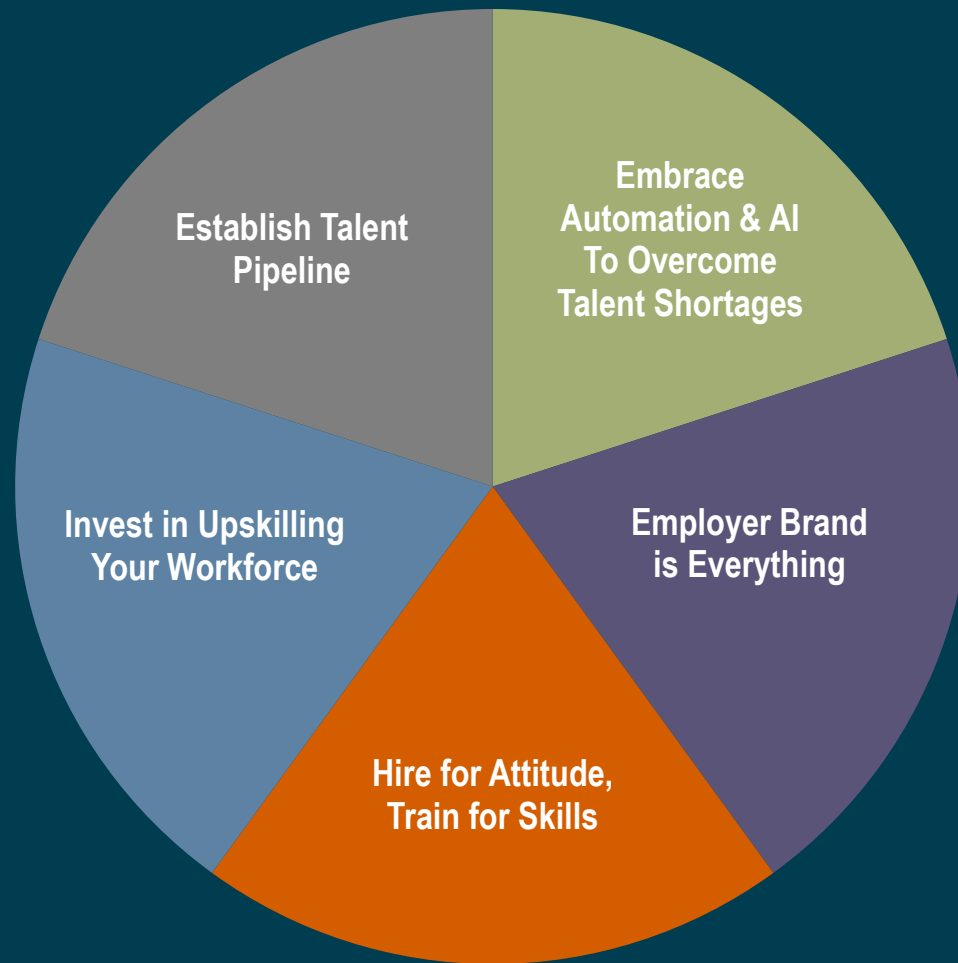 Embrace
Automation & AI
To Overcome
Talent Shortages
Employer Brand
is Everything
Hire for Attitude,
Train for Skills
Invest in Upskilling
Your Workforce
Establish Talent
Pipeline